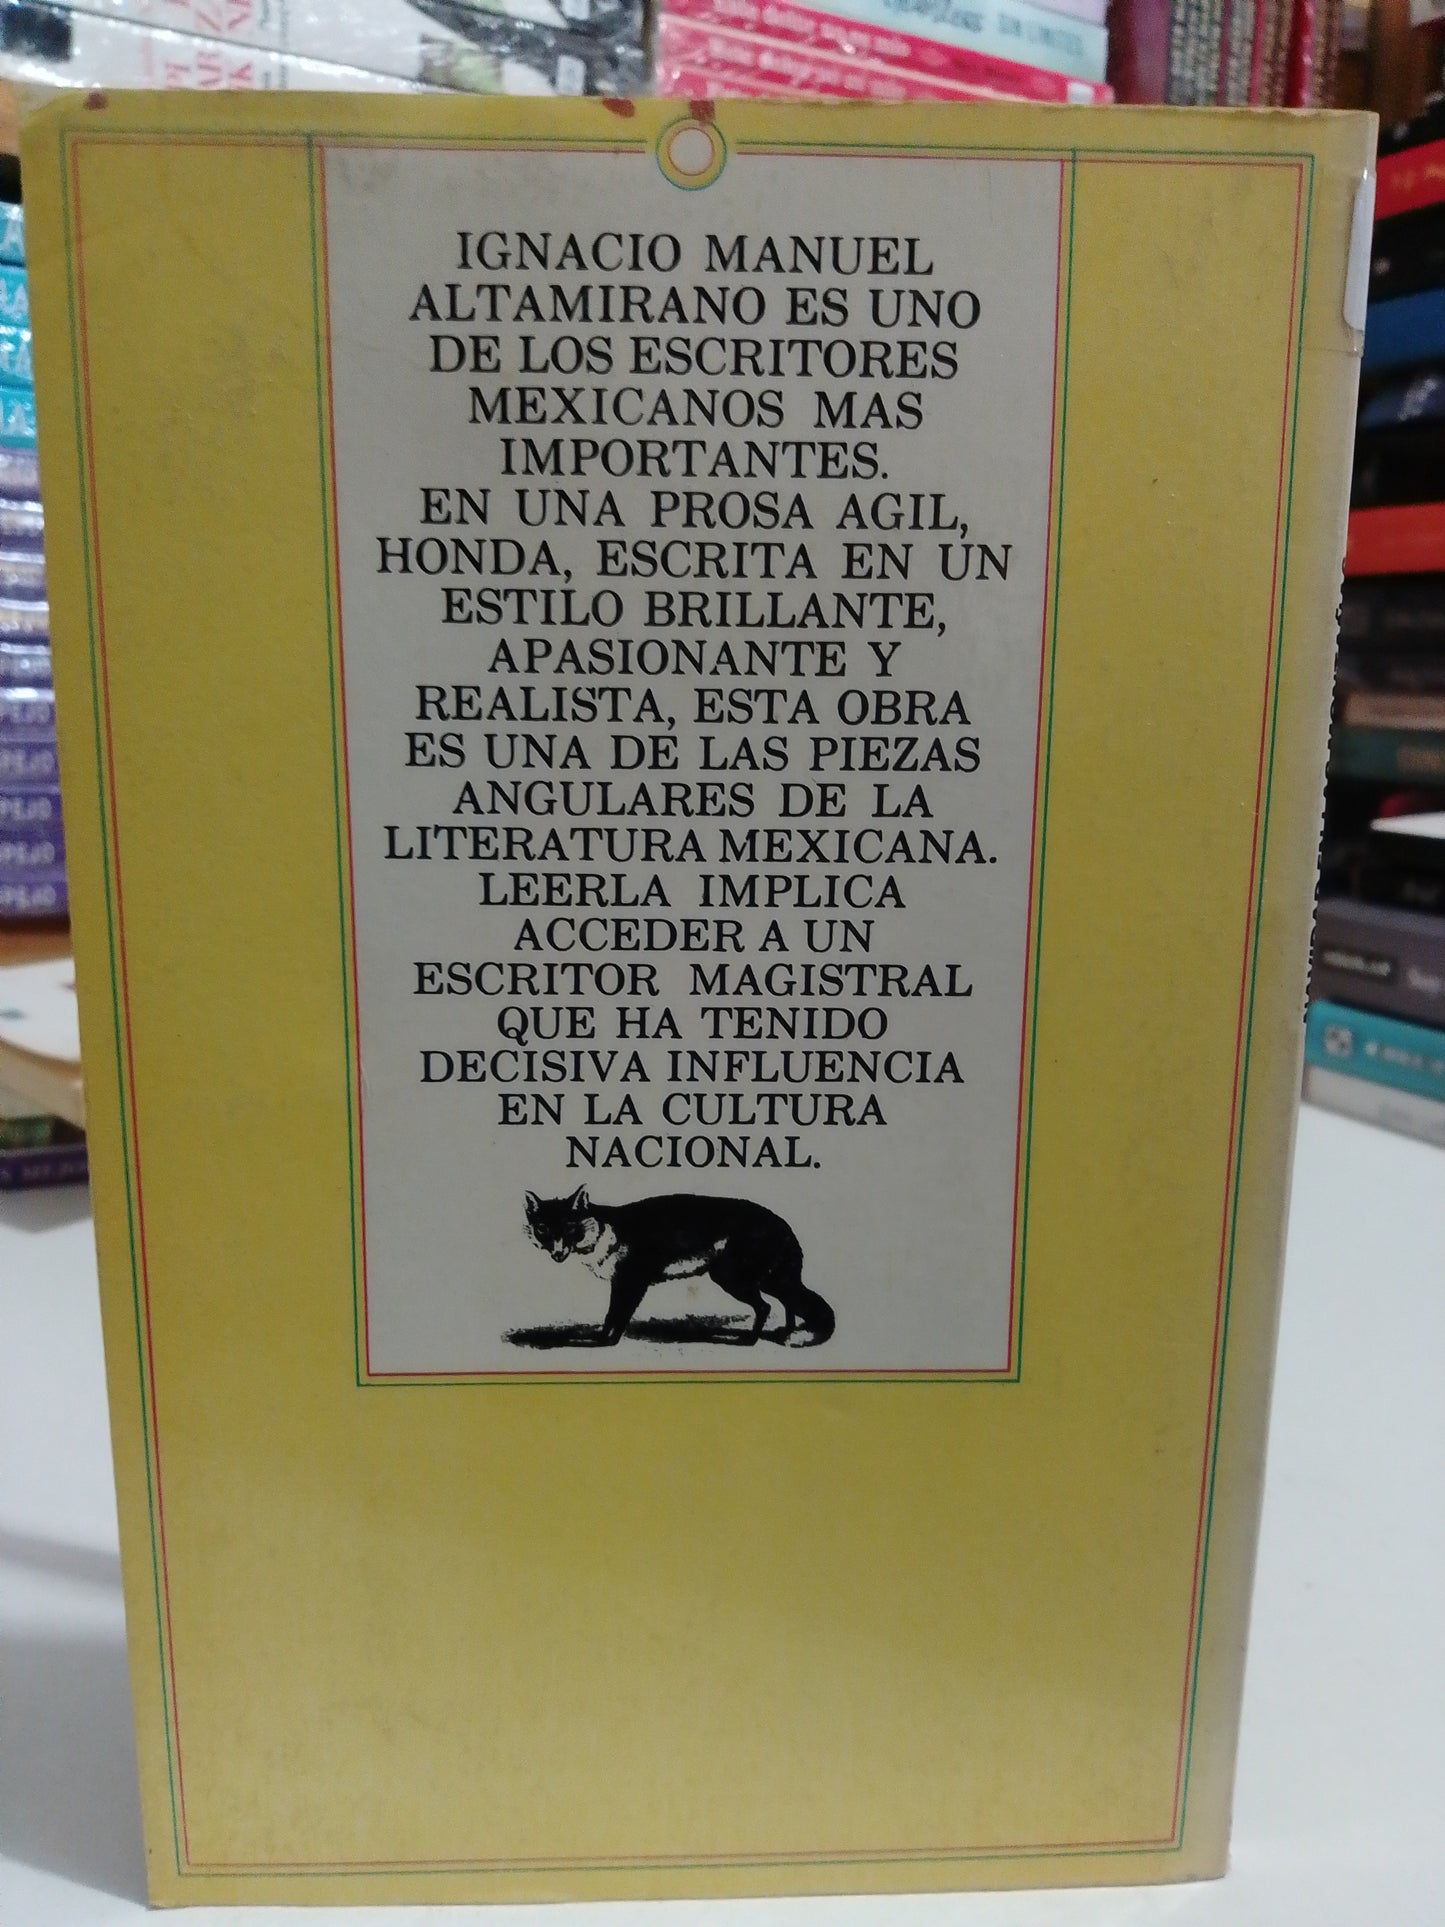 IGNACIO MANUEL
ALTAMIRANO ES UNO
DE LOS ESCRITORES
MEXICANOS MAS
IMPORTANTES.
EN UNA PROSA AGIL,
HONDA, ESCRITA EN UN
ESTILO BRILLANTE,
APASIONANTE Y
REALISTA, ESTA OBRA
ES UNA DE LAS PIEZAS
ANGULARES DE LA
LITERATURA MEXICANA.
LEERLA IMPLICA
ACCEDER A UN
ESCRITOR MAGISTRAL
QUE HA TENIDO
DECISIVA INFLUENCIA
EN LA CULTURA
NACIONAL.